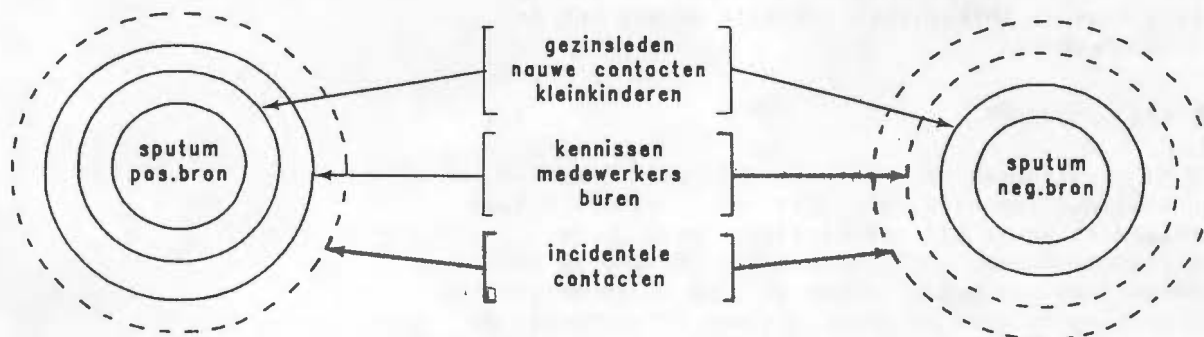 sputum
pos.bron
gezinsleden
nauwe contacten
kleinkinderen
kennissen
medewerkers
buren
incidentele
contacten
sputum
neg.bron